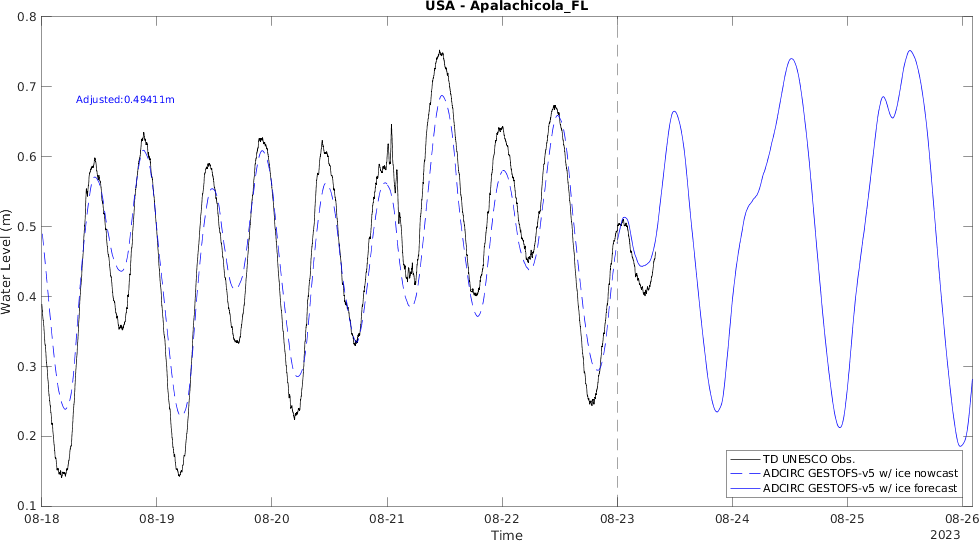 USA - Apalachicola_FL
0.8
0.7
0.6
0.5
0.4
0.3
0.2
0.1
Water Level (m)
Adjusted:0.49411m
TD UNESCO Obs.
ADCIRC GESTOFS-v5 w/ ice nowcast
ADCIRC GESTOFS-v5 w/ ice forecast
08-18 08-19 08-20 08-21 08-22 08-23 08-24 08-25 08-26
Time
2023